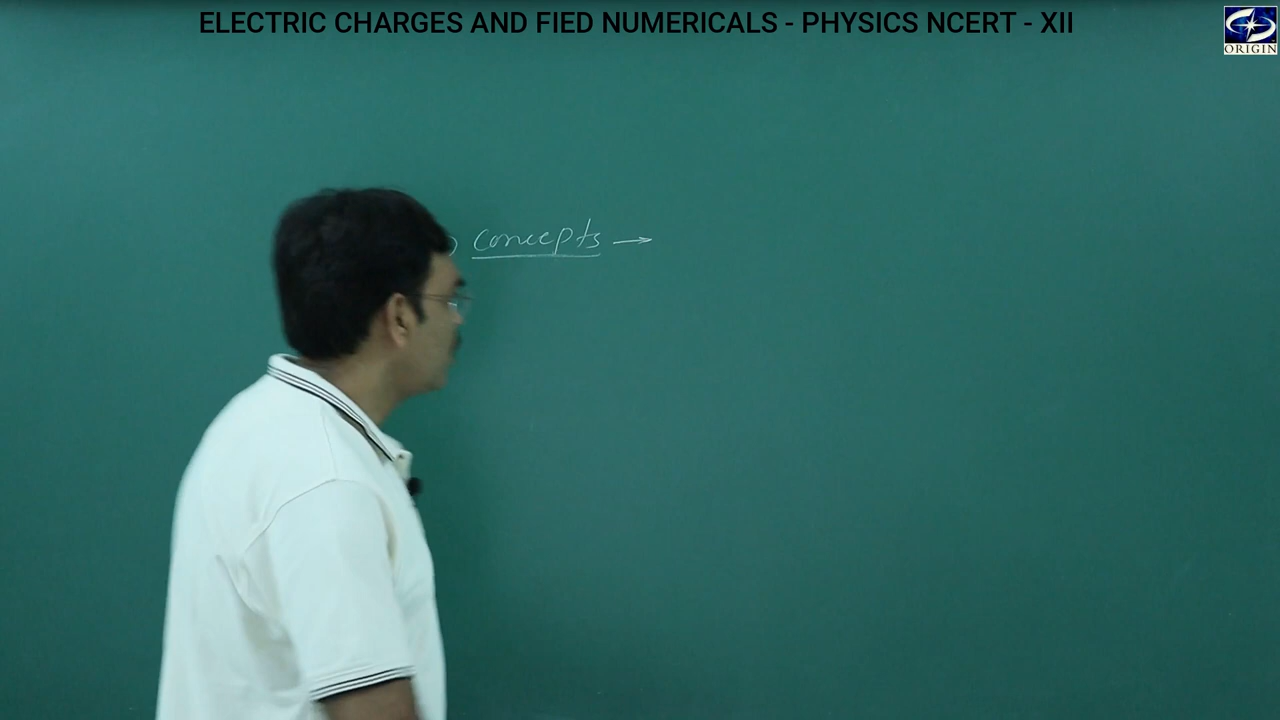 ELECTRIC CHARGES AND FIED NUMERICALS - PHYSICS NCERT - XII
ORIGIN
) concepts →